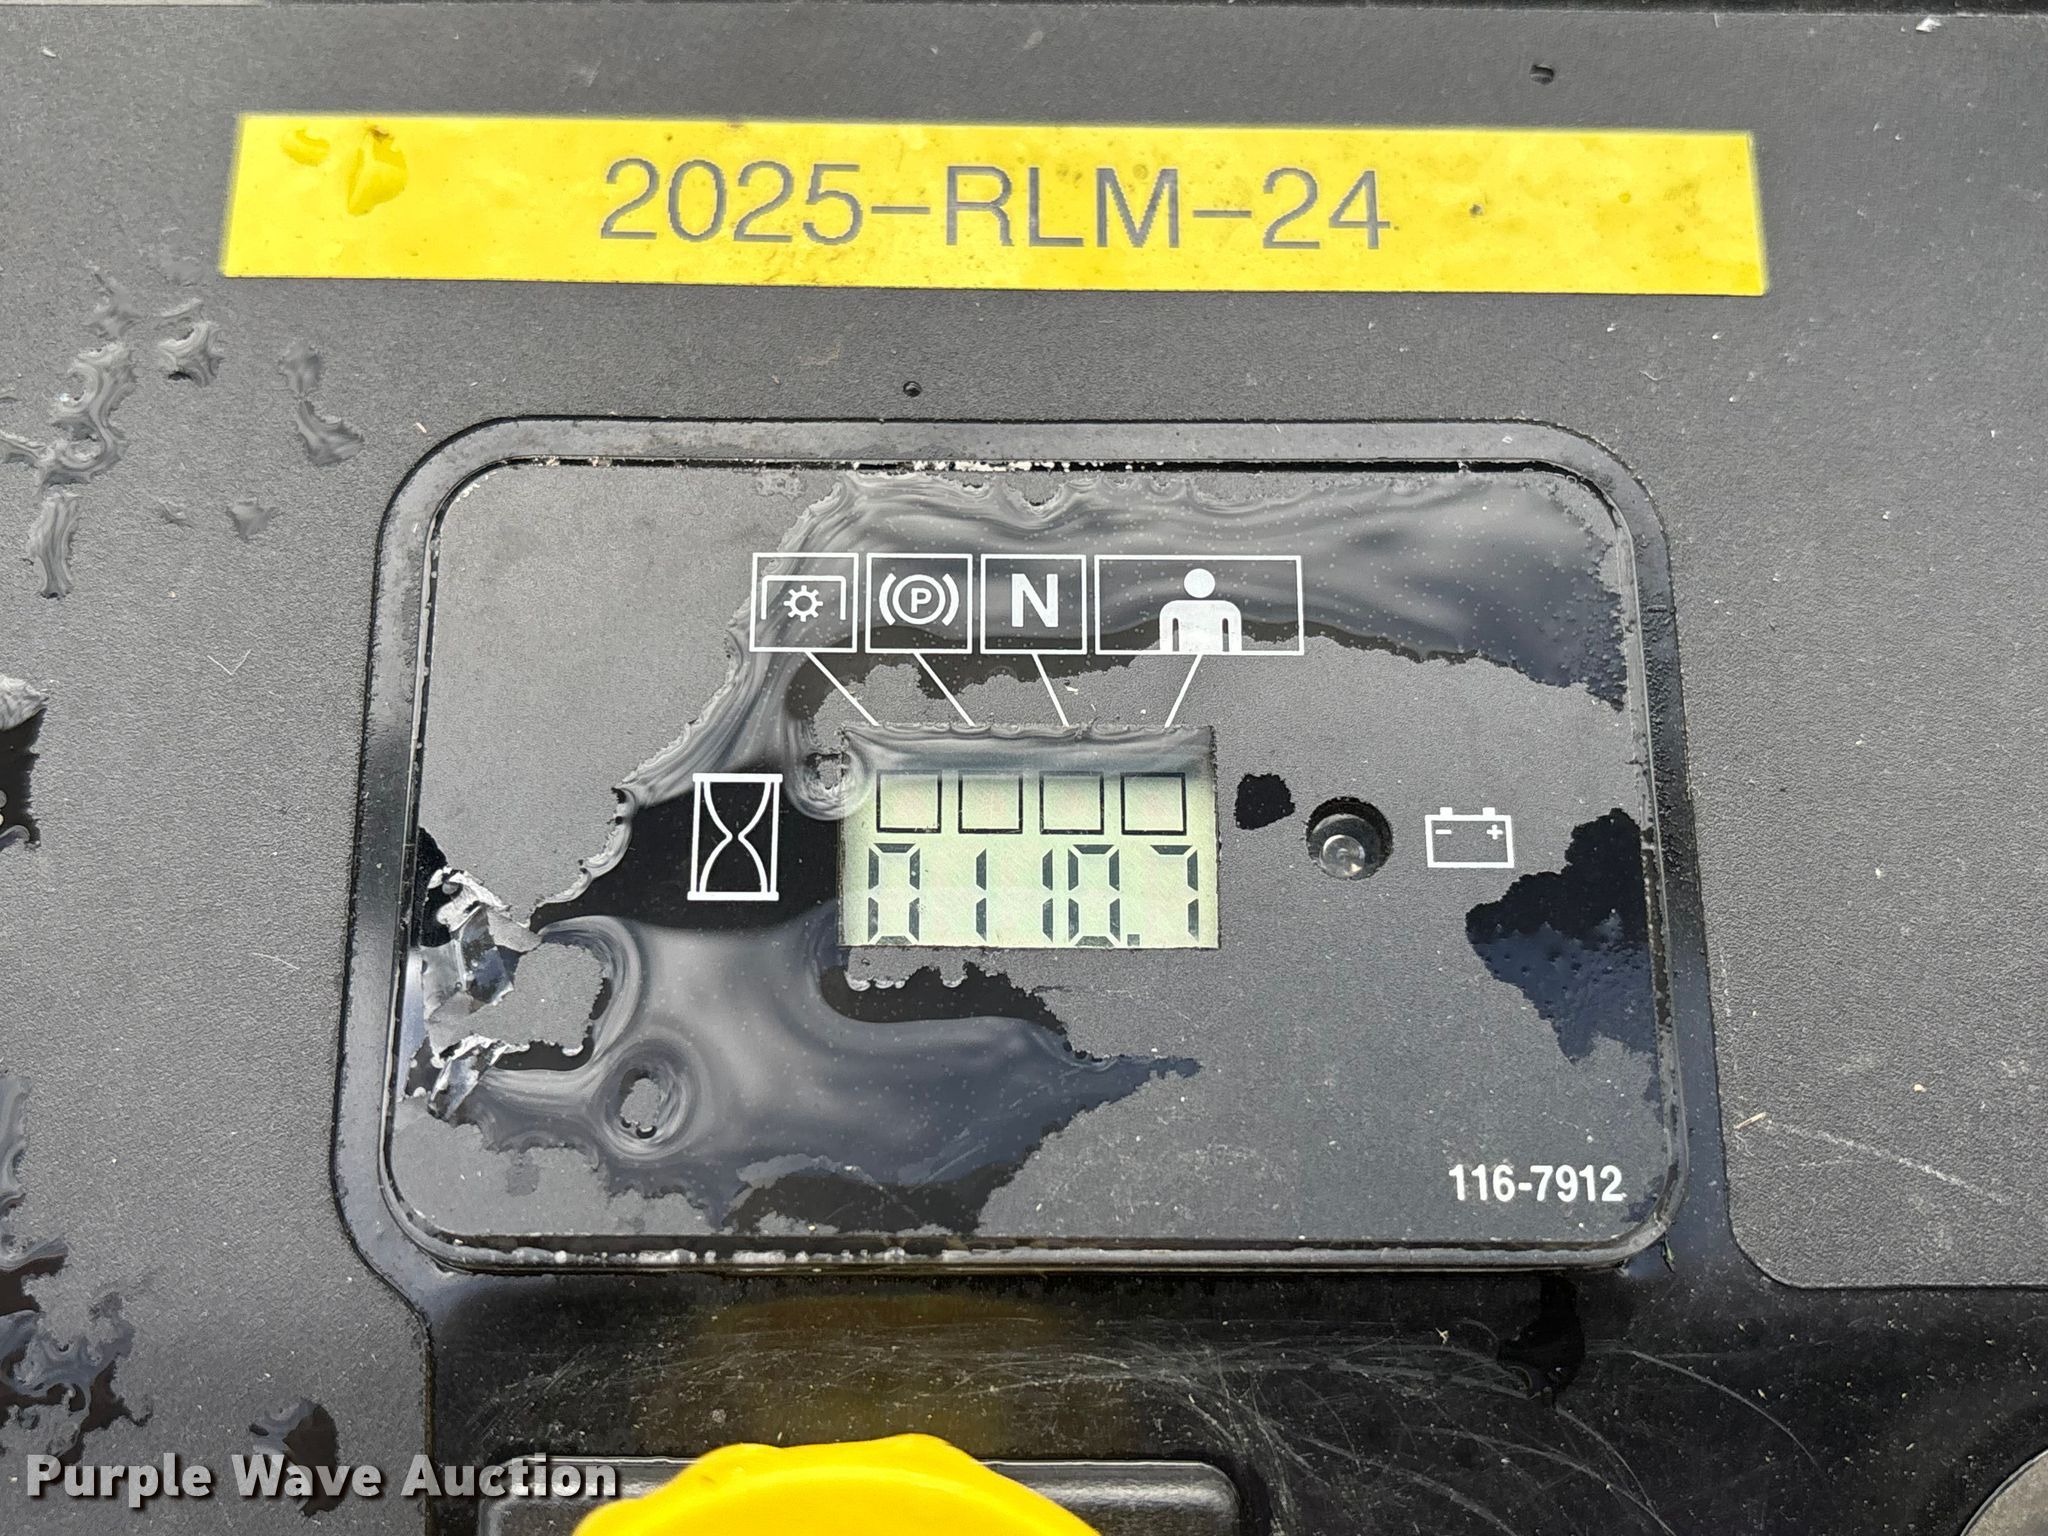 2025-RLM-24
P N
0110.7
- +
116-7912
Purple Wave Auction